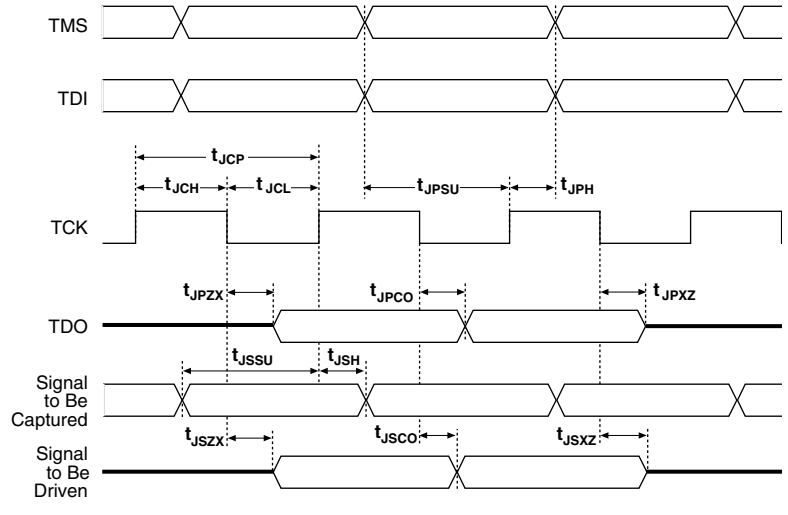 TMS
TDI
tJCP
tJCH
tJCL
tJPSU
tJPH
TCK
tJPZX
tJPCO
tJPXZ
TDO
tJSSU
tJSH
Signal
to Be
Captured
tJSZX
tJSCO
tJSXZ
Signal
to Be
Driven